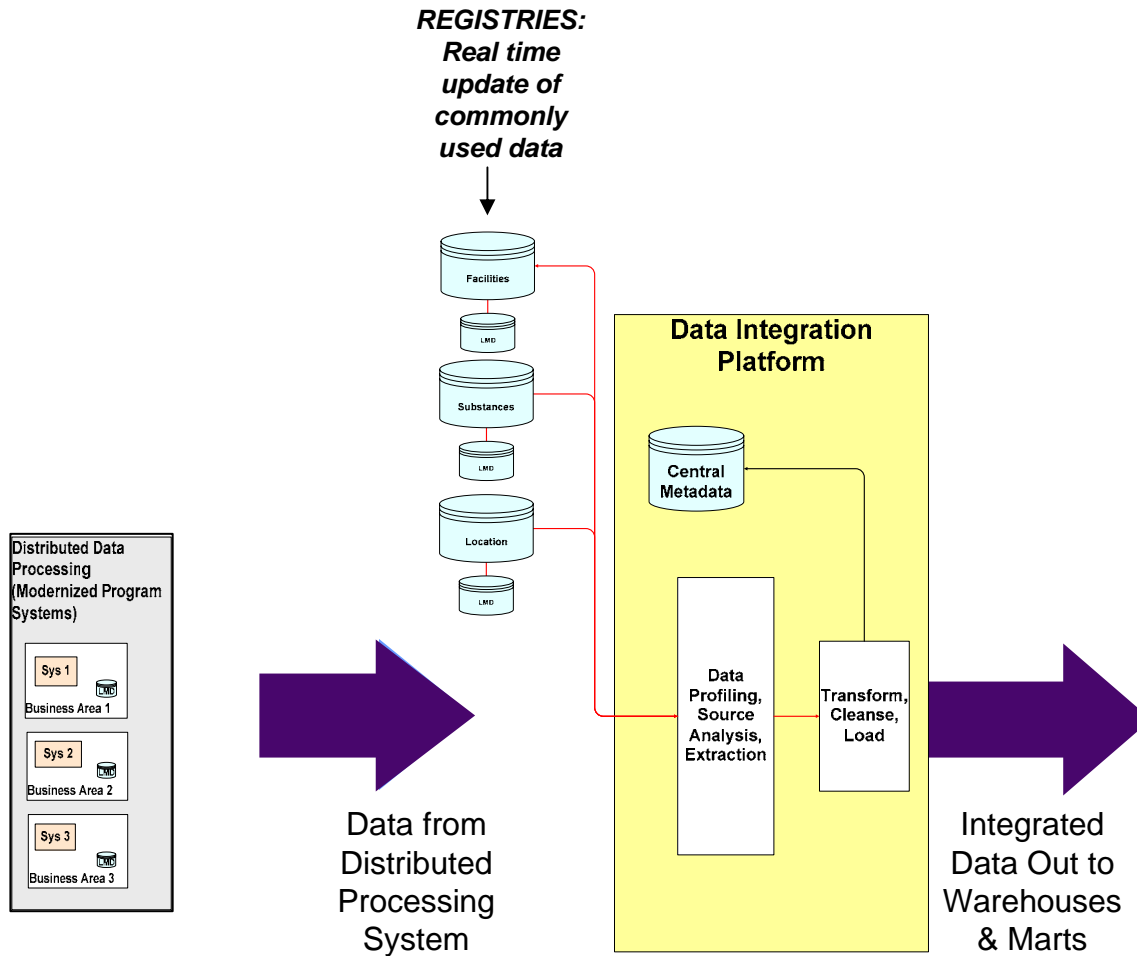 REGISTRIES:
Real time
update of
commonly
used data
Facilities
LMD
Substances
LMD
Location
LMD
Data Integration
Platform
Central
Metadata
Data
Profiling,
Source
Analysis,
Extraction
Transform,
Cleanse,
Load
Distributed Data
Processing
(Modernized Program
Systems)
Sys 1
LMD
Business Area 1
Sys 2
LMD
Business Area 2
Sys 3
LMD
Business Area 3
Data from
Distributed
Processing
System
Integrated
Data Out to
Warehouses
& Marts